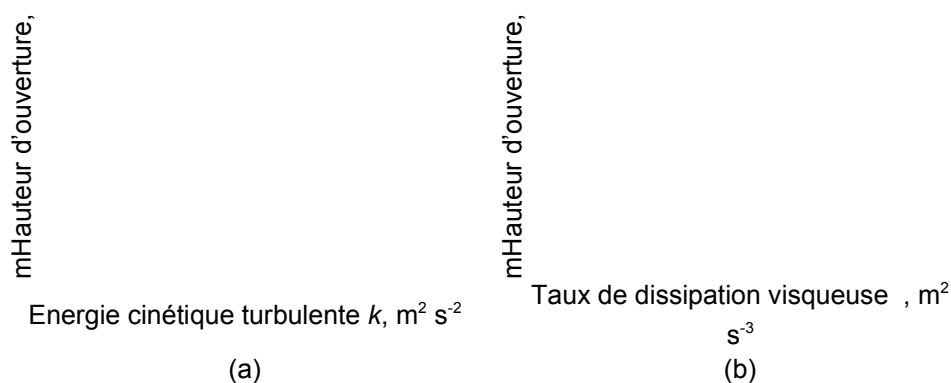 mHauteur d'ouverture,
Energie cinétique turbulente k, m² s⁻²
(a)
mHauteur d'ouverture,
Taux de dissipation visqueuse , m²
s⁻³
(b)